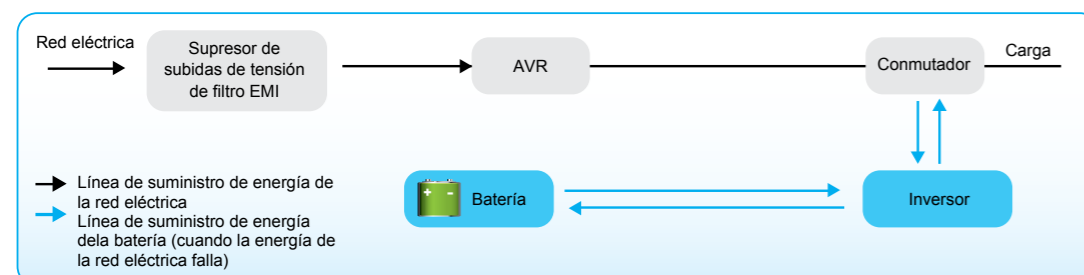 Red eléctrica
Supresor de
subidas de tensión
de filtro EMI
AVR
Conmutador
Carga
Línea de suministro de energía de
la red eléctrica
Línea de suministro de energía
dela batería (cuando la energía de
la red eléctrica falla)
+ -
Batería
Inversor